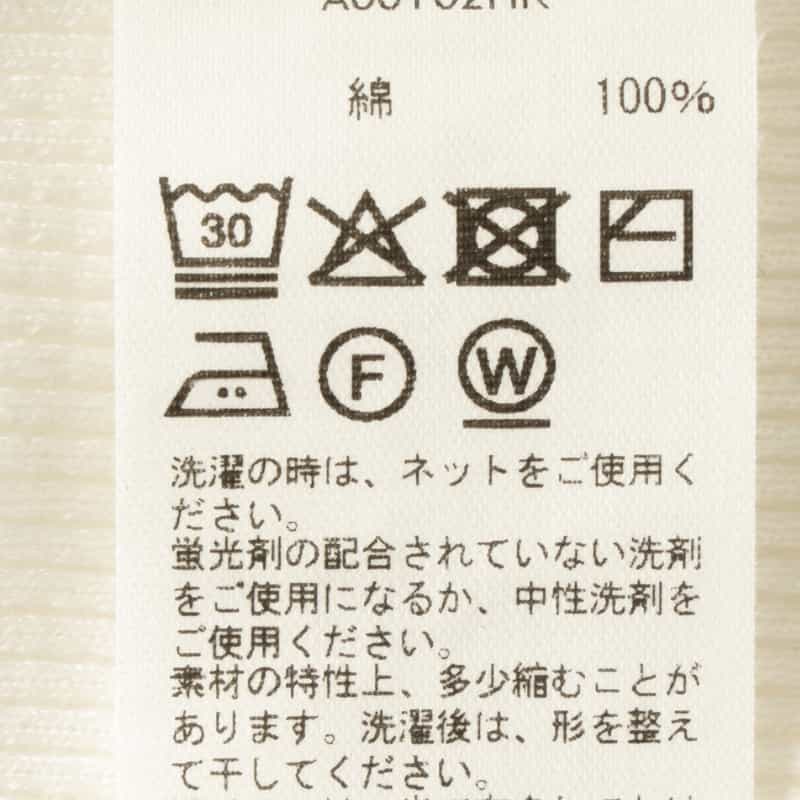 綿 100%
30
F W
洗濯の時は、ネットをご使用く
ださい。
蛍光剤の配合されていない洗剤
をご使用になるか、中性洗剤を
ご使用ください。
素材の特性上、多少縮むことが
あります。洗濯後は、形を整え
て干してください。